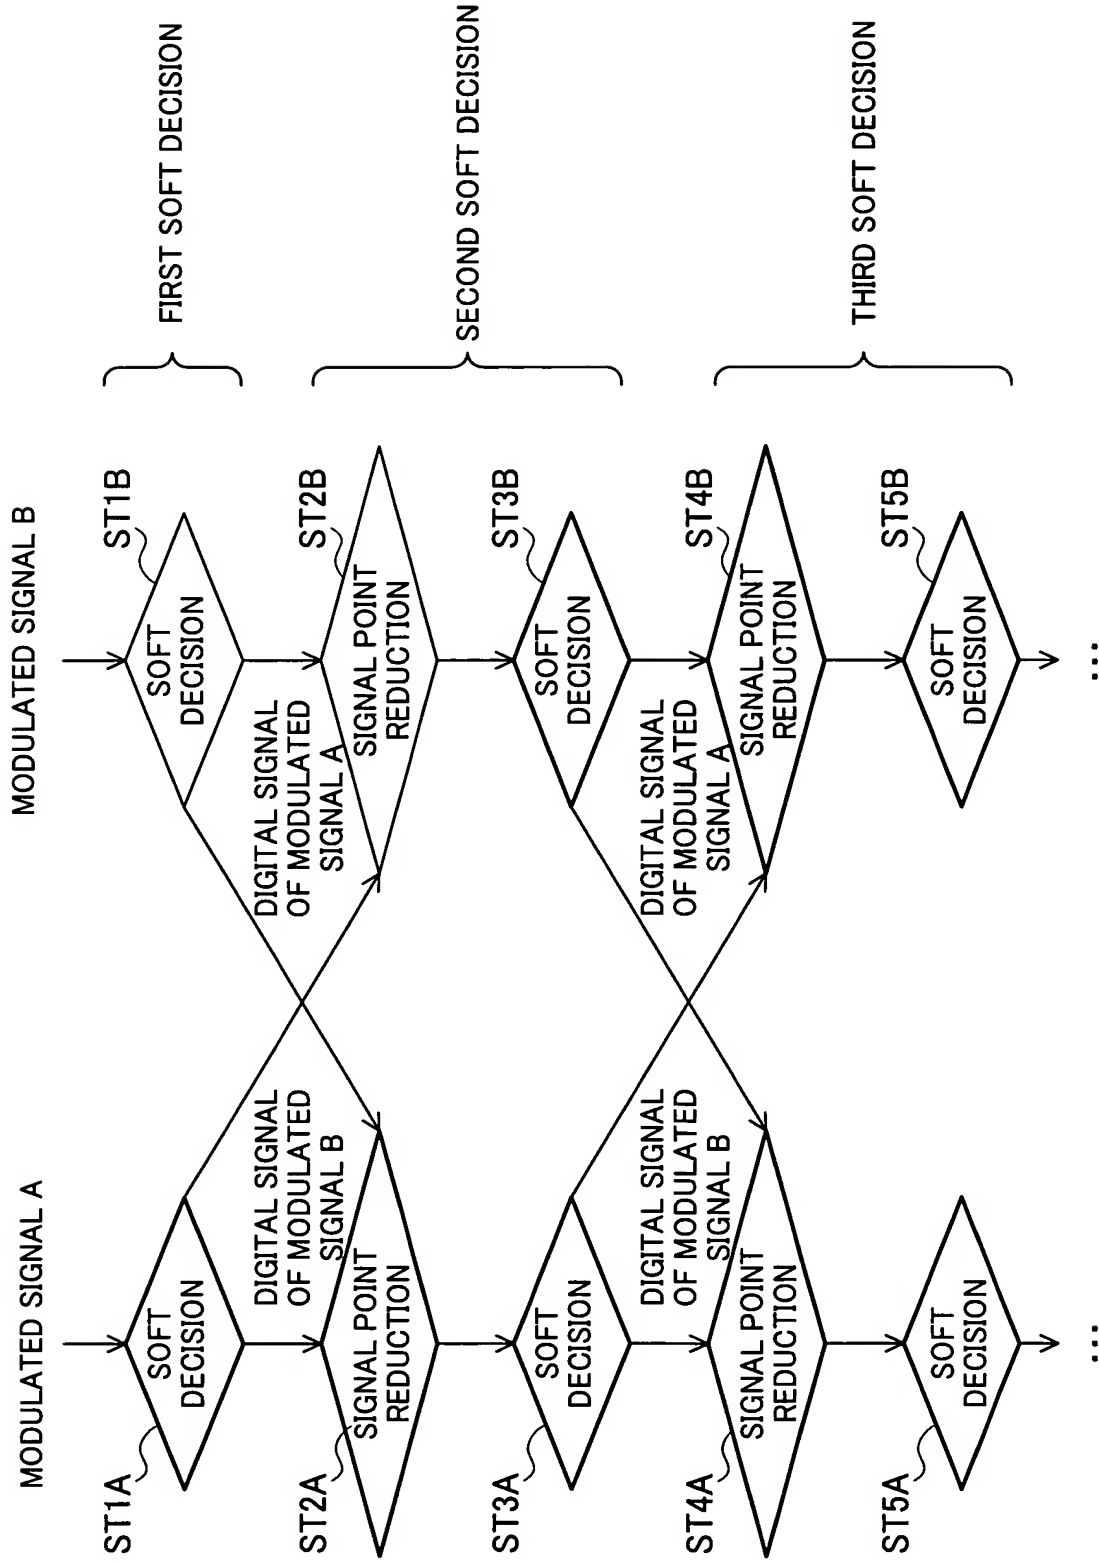 MODULATED SIGNAL A
MODULATED SIGNAL B
ST1A
SOFT
DECISION
ST1B
SOFT
DECISION
FIRST SOFT DECISION
DIGITAL SIGNAL
OF MODULATED
SIGNAL B
DIGITAL SIGNAL
OF MODULATED
SIGNAL A
ST2A
SIGNAL POINT
REDUCTION
ST2B
SIGNAL POINT
REDUCTION
SECOND SOFT DECISION
ST3A
SOFT
DECISION
ST3B
SOFT
DECISION
DIGITAL SIGNAL
OF MODULATED
SIGNAL B
DIGITAL SIGNAL
OF MODULATED
SIGNAL A
ST4A
SIGNAL POINT
REDUCTION
ST4B
SIGNAL POINT
REDUCTION
THIRD SOFT DECISION
ST5A
SOFT
DECISION
ST5B
SOFT
DECISION
...
...